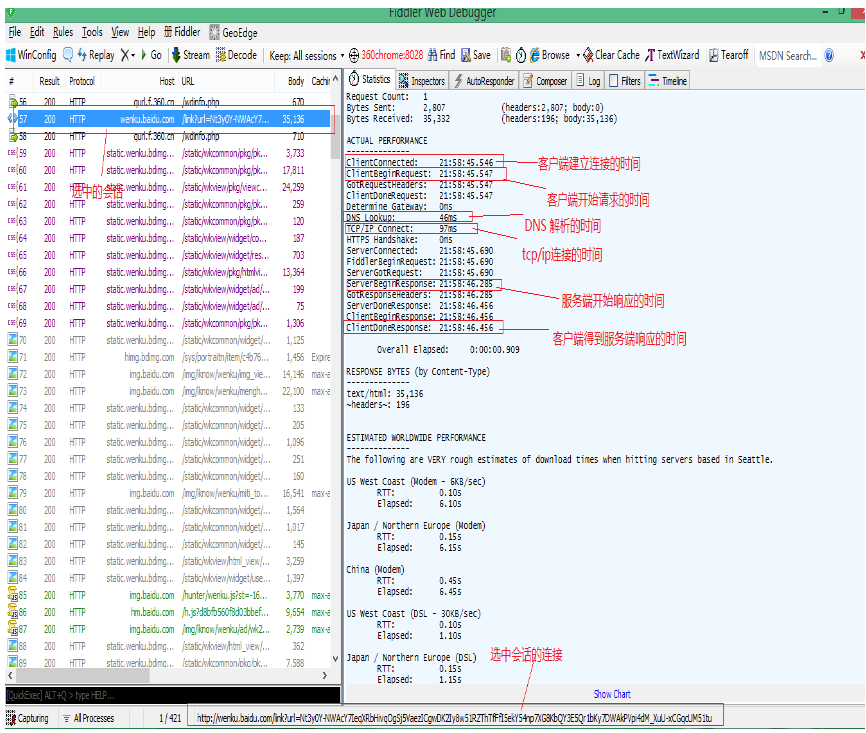 Fiddler Web Debugger
File Edit Rules Tools View Help Fiddler GeoEdge
WinConfig Replay Go Stream Decode Keep: All sessions 360chrome:8028 Find Save Browse Clear Cache TextWizard Tearoff MSDN Search...
# Result Protocol Host URL Body Cachin
Statistics Inspectors AutoResponder Composer Log Filters Timeline
56 200 HTTP qurl.f.360.cn /wdinfo.php 670
57 200 HTTP wenku.baidu.com /link?url=Nt3y0Y-NWAcY7... 35,136
58 200 HTTP qurl.f.360.cn /wdinfo.php 710
59 200 HTTP static.wenku.bdimg... /static/wkcommon/pkg/pk... 3,733
60 200 HTTP static.wenku.bdimg... /static/wkcommon/pkg/pk... 17,811
61 200 HTTP static.wenku.bdimg... /static/wkview/pkg/viewc... 24,259
选中的会话
62 200 HTTP static.wenku.bdimg... /static/wkcommon/pkg/pk... 259
63 200 HTTP static.wenku.bdimg... /static/wkcommon/pkg/pk... 120
64 200 HTTP static.wenku.bdimg... /static/wkview/widget/co... 187
65 200 HTTP static.wenku.bdimg... /static/wkview/widget/res... 703
66 200 HTTP static.wenku.bdimg... /static/wkview/pkg/htmlvi... 13,364
67 200 HTTP static.wenku.bdimg... /static/wkview/widget/ad/... 199
68 200 HTTP static.wenku.bdimg... /static/wkview/widget/ad/... 75
69 200 HTTP static.wenku.bdimg... /static/wkcommon/pkg/pk... 1,306
70 200 HTTP static.wenku.bdimg... /static/wkcommon/widget/... 1,125
71 200 HTTP himg.bdimg.com /sys/portraitn/item/c4b76... 1,456 Expire
72 200 HTTP img.baidu.com /img/iknow/wenku/img_vie... 14,146 max-a
73 200 HTTP img.baidu.com /img/iknow/wenku/mengh... 22,100 max-a
74 200 HTTP static.wenku.bdimg... /static/wkcommon/widget/... 133
75 200 HTTP static.wenku.bdimg... /static/wkcommon/widget/... 205
76 200 HTTP static.wenku.bdimg... /static/wkcommon/widget/... 1,096
77 200 HTTP static.wenku.bdimg... /static/wkcommon/widget/... 251
78 200 HTTP static.wenku.bdimg... /static/wkcommon/widget/... 160
79 200 HTTP img.baidu.com /img/iknow/wenku/miti_to... 16,541 max-a
80 200 HTTP static.wenku.bdimg... /static/wkcommon/widget/... 1,564
81 200 HTTP static.wenku.bdimg... /static/wkcommon/widget/... 1,017
82 200 HTTP static.wenku.bdimg... /static/wkcommon/widget/... 145
83 200 HTTP static.wenku.bdimg... /static/wkview/html_view/... 3,259
84 200 HTTP static.wenku.bdimg... /static/wkview/widget/use... 1,397
85 200 HTTP img.baidu.com /hunter/wenku.js?st=-16... 3,770 max-a
86 200 HTTP hm.baidu.com /h.js?d8bfb560f8d03bbef... 9,654 max-a
87 200 HTTP img.baidu.com /img/iknow/wenku/ad/wk2... 2,739 max-a
88 200 HTTP static.wenku.bdimg... /static/wkview/html_view/... 362
89 200 HTTP static.wenku.bdimg... /static/wkcommon/pkg/pk... 7,588
Request Count: 1
Bytes Sent: 2,807 (headers:2,807; body:0)
Bytes Received: 35,332 (headers:196; body:35,136)
ACTUAL PERFORMANCE
--------------
ClientConnected: 21:58:45.546
客户端建立连接的时间
ClientBeginRequest: 21:58:45.547
客户端开始请求的时间
GotRequestHeaders: 21:58:45.547
ClientDoneRequest: 21:58:45.547
Determine Gateway: 0ms
DNS Lookup: 46ms
DNS 解析的时间
TCP/IP Connect: 97ms
tcp/ip连接的时间
HTTPS Handshake: 0ms
ServerConnected: 21:58:45.690
FiddlerBeginRequest: 21:58:45.690
ServerGotRequest: 21:58:45.690
ServerBeginResponse: 21:58:46.285
服务端开始响应的时间
GotResponseHeaders: 21:58:46.285
ServerDoneResponse: 21:58:46.456
ClientBeginResponse: 21:58:46.456
ClientDoneResponse: 21:58:46.456
客户端得到服务端响应的时间
Overall Elapsed: 0:00:00.909
RESPONSE BYTES (by Content-Type)
--------------
text/html: 35,136
~headers~: 196
ESTIMATED WORLDWIDE PERFORMANCE
--------------
The following are VERY rough estimates of download times when hitting servers based in Seattle.
US West Coast (Modem - 6KB/sec)
RTT: 0.10s
Elapsed: 6.10s
Japan / Northern Europe (Modem)
RTT: 0.15s
Elapsed: 6.15s
China (Modem)
RTT: 0.45s
Elapsed: 6.45s
US West Coast (DSL - 30KB/sec)
RTT: 0.10s
Elapsed: 1.10s
Japan / Northern Europe (DSL)
RTT: 0.15s
Elapsed: 1.15s
选中会话的连接
Show Chart
[QuickExec] ALT+Q > type HELP...
Capturing All Processes 1 / 421